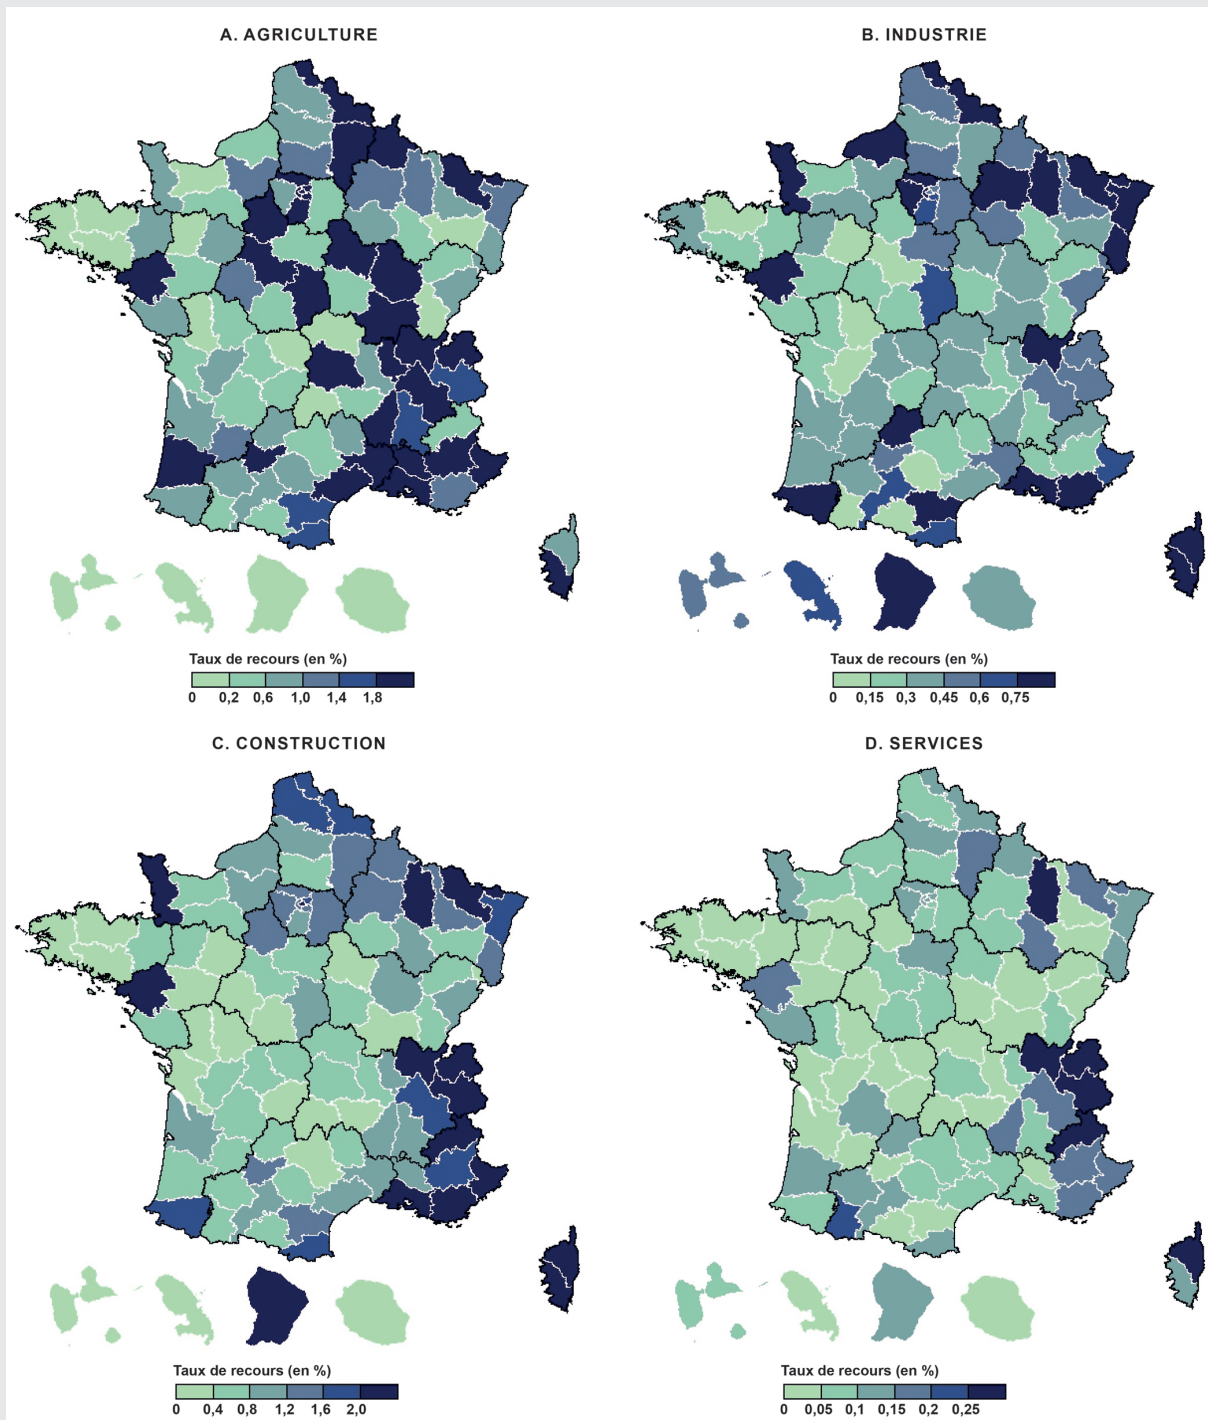 A. AGRICULTURE
B. INDUSTRIE
Taux de recours (en %)
0 0,2 0,6 1,0 1,4 1,8
Taux de recours (en %)
0 0,15 0,3 0,45 0,6 0,75
C. CONSTRUCTION
D. SERVICES
Taux de recours (en %)
0 0,4 0,8 1,2 1,6 2,0
Taux de recours (en %)
0 0,05 0,1 0,15 0,2 0,25